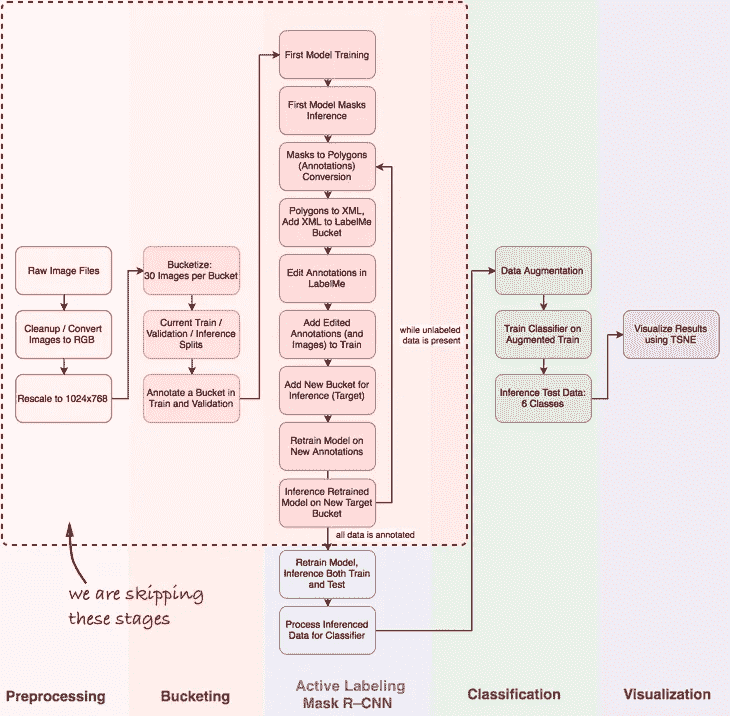 Raw Image Files
Cleanup / Convert
Images to RGB
Rescale to 1024x768
Bucketize:
30 Images per Bucket
Current Train /
Validation / Inference
Splits
Annotate a Bucket in
Train and Validation
First Model Training
First Model Masks
Inference
Masks to Polygons
(Annotations)
Conversion
Polygons to XML,
Add XML to LabelMe
Bucket
Edit Annotations in
LabelMe
Add Edited
Annotations (and
Images) to Train
Add New Bucket for
Inference (Target)
Retrain Model on
New Annotations
Inference Retrained
Model on New Target
Bucket
while unlabeled
data is present
all data is annotated
Retrain Model,
Inference Both Train
and Test
Process Inferenced
Data for Classifier
Data Augmentation
Train Classifier on
Augmented Train
Inference Test Data:
6 Classes
Visualize Results
using TSNE
we are skipping
these stages
Preprocessing
Bucketing
Active Labeling
Mask R–CNN
Classification
Visualization